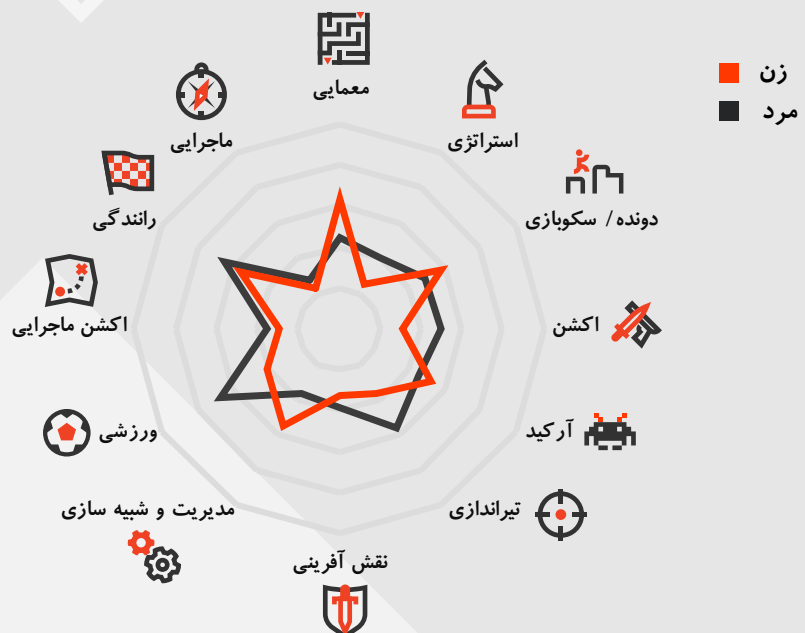 زن
مرد
معمایی
استراتژی
دونده/ سکوبازی
اکشن
آرکید
تیراندازی
نقش آفرینی
مدیریت و شبیه سازی
ورزشی
اکشن ماجرایی
رانندگی
ماجرایی